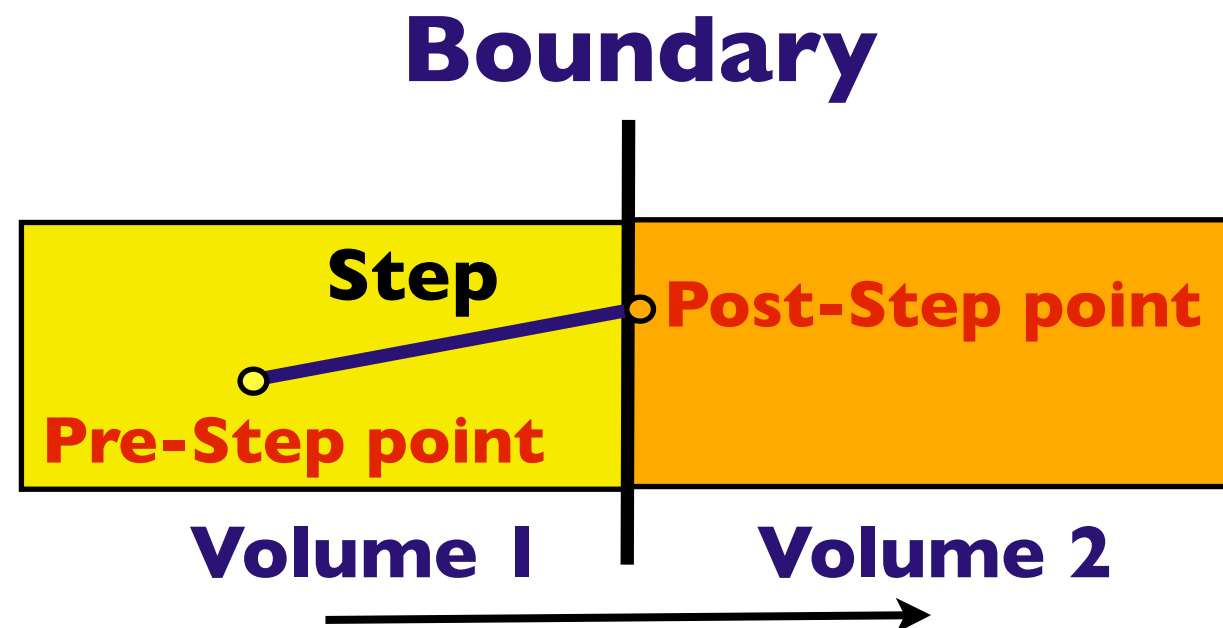 Boundary
Step
Post-Step point
Pre-Step point
Volume 1
Volume 2